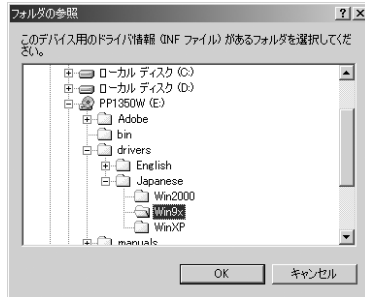 フォルダの参照
このデバイス用のドライバ情報 (INF ファイル) があるフォルダを選択してくだ
さい。
ローカル ディスク (C:)
ローカル ディスク (D:)
PP1350W (E:)
Adobe
bin
drivers
English
Japanese
Win2000
Win9x
WinXP
manuals
OK キャンセル